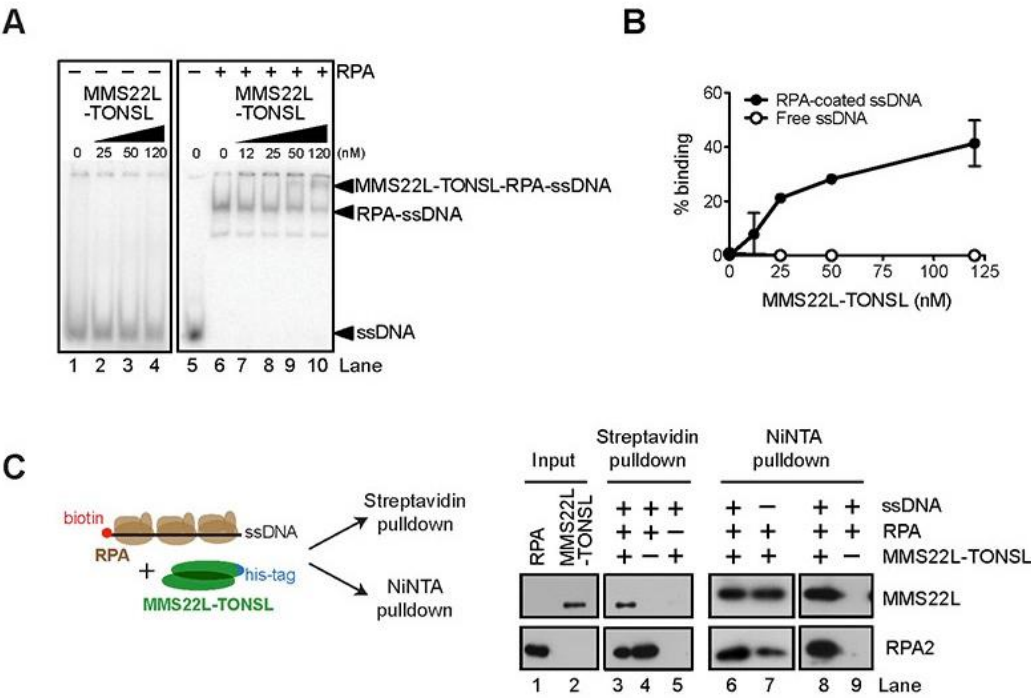 A
− − − −
MMS22L
-TONSL
0 25 50 120
− + + + + + RPA
MMS22L
-TONSL
0 0 12 25 50 120 (nM)
MMS22L-TONSL-RPA-ssDNA
RPA-ssDNA
ssDNA
1 2 3 4 5 6 7 8 9 10 Lane
B
60
40
20
0
% binding
RPA-coated ssDNA
Free ssDNA
0 25 50 75 100 125
MMS22L-TONSL (nM)
C
biotin
ssDNA
RPA
+
his-tag
MMS22L-TONSL
Streptavidin
pulldown
NiNTA
pulldown
Input
Streptavidin
pulldown
NiNTA
pulldown
RPA
MMS22L
-TONSL
+ + + + − + + ssDNA
+ + − + + + + RPA
+ − + + + + − MMS22L-TONSL
MMS22L
RPA2
1 2 3 4 5 6 7 8 9 Lane